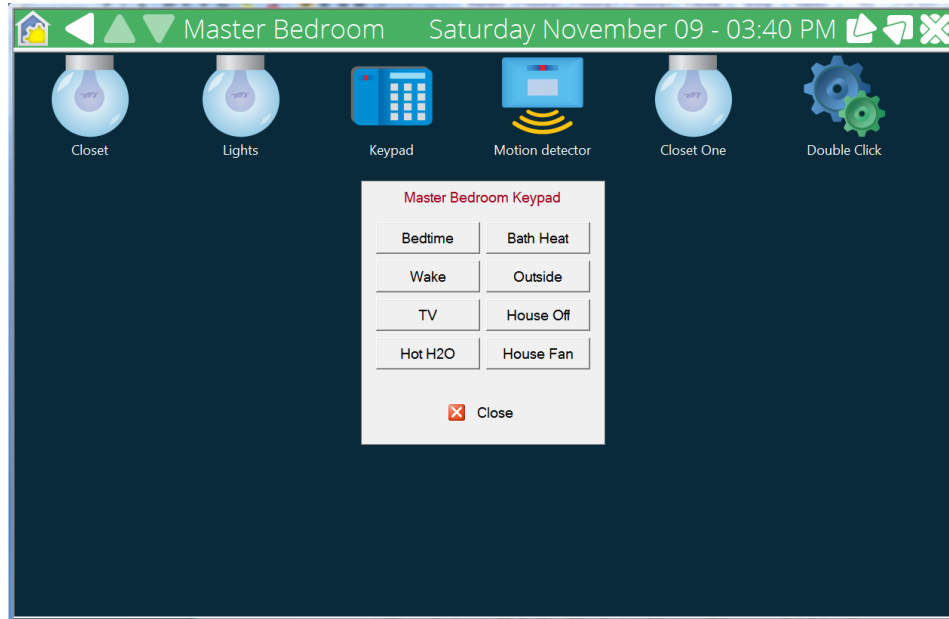 Master Bedroom Saturday November 09 - 03:40 PM
Closet Lights Keypad Motion detector Closet One Double Click
Master Bedroom Keypad
Bedtime Bath Heat
Wake Outside
TV House Off
Hot H2O House Fan
Close